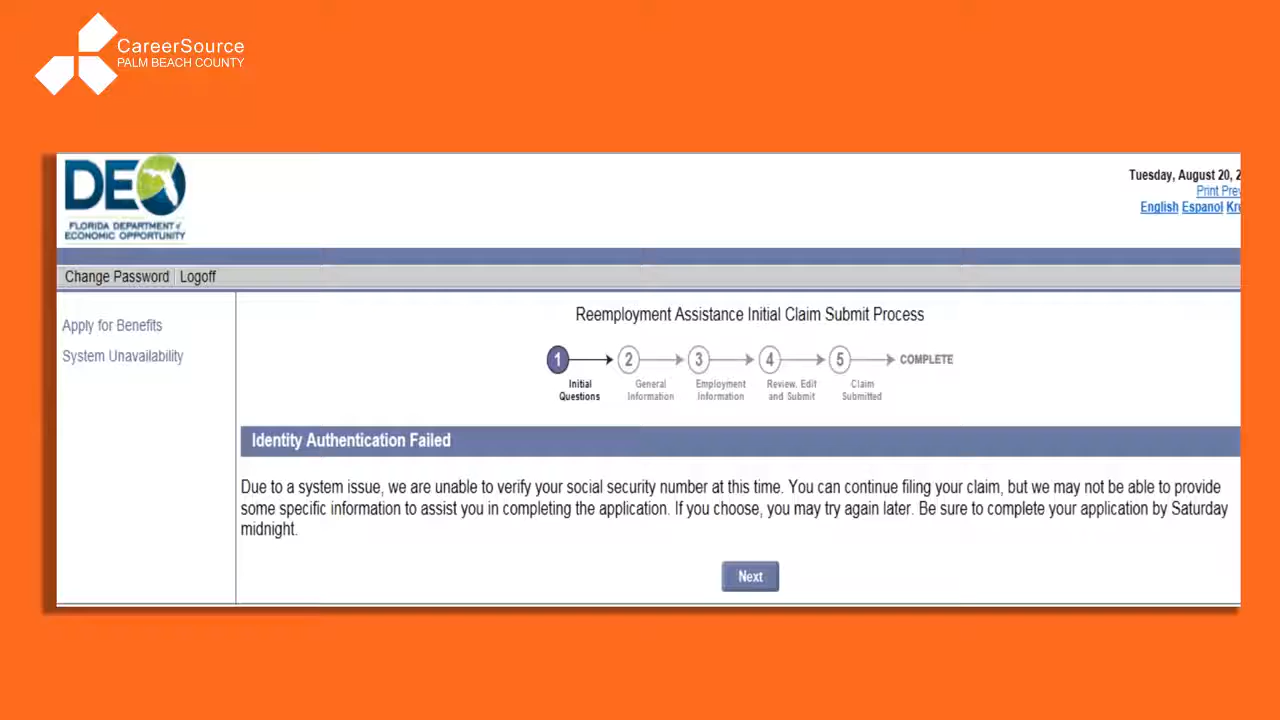 CareerSource
PALM BEACH COUNTY
DEO
FLORIDA DEPARTMENT of
ECONOMIC OPPORTUNITY
Tuesday, August 20, 2
Print Prev
English Espanol Kr
Change Password Logoff
Apply for Benefits
System Unavailability
Reemployment Assistance Initial Claim Submit Process
1 2 3 4 5 COMPLETE
Initial Questions
General Information
Employment Information
Review, Edit and Submit
Claim Submitted
Identity Authentication Failed
Due to a system issue, we are unable to verify your social security number at this time. You can continue filing your claim, but we may not be able to provide
some specific information to assist you in completing the application. If you choose, you may try again later. Be sure to complete your application by Saturday
midnight.
Next